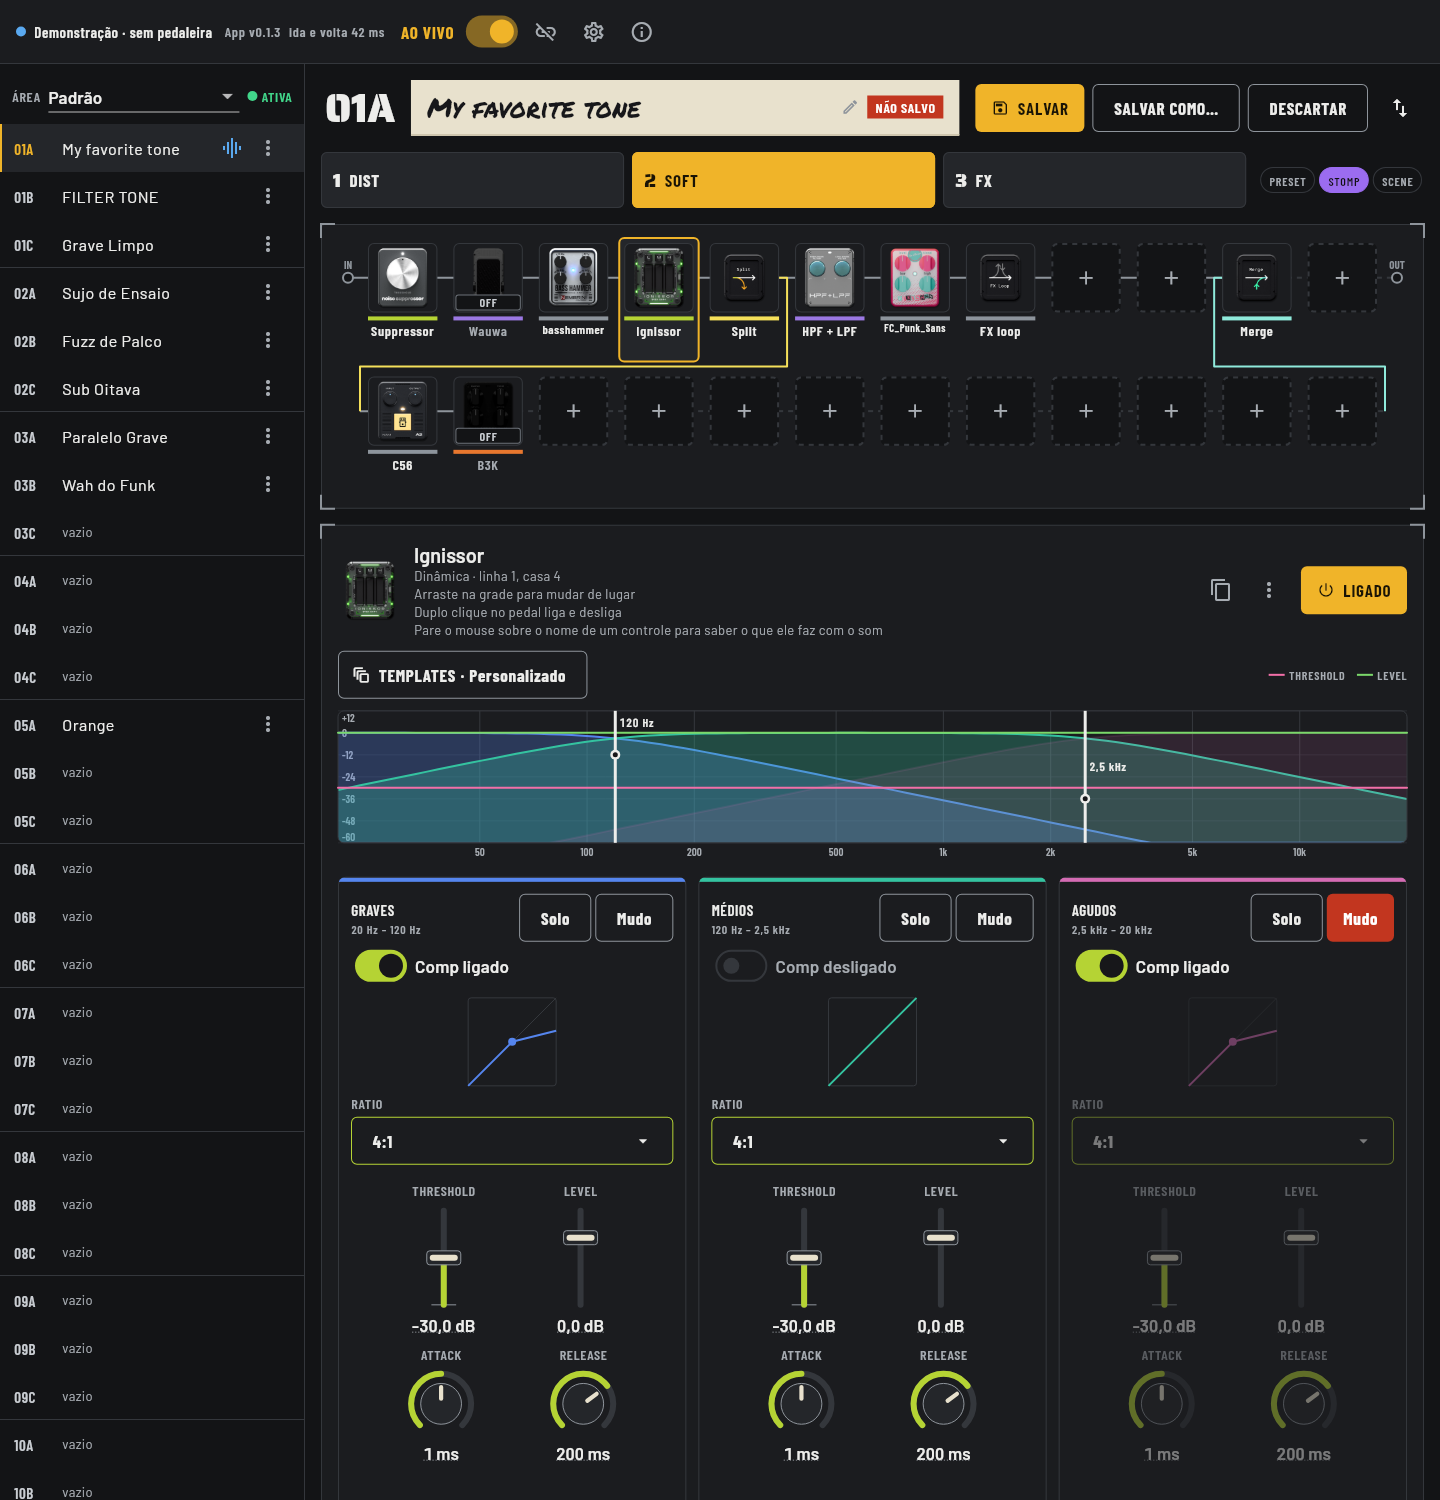 Demonstração · sem pedaleira App v0.1.3 Ida e volta 42 ms AO VIVO
ÁREA Padrão ATIVA
01A My favorite tone
01B FILTER TONE
01C Grave Limpo
02A Sujo de Ensaio
02B Fuzz de Palco
02C Sub Oitava
03A Paralelo Grave
03B Wah do Funk
03C vazio
04A vazio
04B vazio
04C vazio
05A Orange
05B vazio
05C vazio
06A vazio
06B vazio
06C vazio
07A vazio
07B vazio
07C vazio
08A vazio
08B vazio
08C vazio
09A vazio
09B vazio
09C vazio
10A vazio
10B vazio
01A My favorite tone NÃO SALVO SALVAR SALVAR COMO... DESCARTAR
1 DIST 2 SOFT 3 FX PRESET STOMP SCENE
IN OUT
noise suppressor OFF BASS HAMMER IGNISSOR Split HPF+LPF FX Loop Merge
Suppressor Wauwa basshammer Ignissor Split HPF + LPF FC_Punk_Sans FX loop Merge
OFF
C56 B3K
Ignissor
Dinâmica · linha 1, casa 4
Arraste na grade para mudar de lugar
Duplo clique no pedal liga e desliga
Pare o mouse sobre o nome de um controle para saber o que ele faz com o som
LIGADO
TEMPLATES · Personalizado THRESHOLD LEVEL
+12
0
-12
-24
-36
-48
-60
120 Hz
2,5 kHz
50 100 200 500 1k 2k 5k 10k
GRAVES
20 Hz – 120 Hz
Solo Mudo
Comp ligado
RATIO
4:1
THRESHOLD LEVEL
−30,0 dB 0,0 dB
ATTACK RELEASE
1 ms 200 ms
MÉDIOS
120 Hz – 2,5 kHz
Solo Mudo
Comp desligado
RATIO
4:1
THRESHOLD LEVEL
−30,0 dB 0,0 dB
ATTACK RELEASE
1 ms 200 ms
AGUDOS
2,5 kHz – 20 kHz
Solo Mudo
Comp ligado
RATIO
4:1
THRESHOLD LEVEL
−30,0 dB 0,0 dB
ATTACK RELEASE
1 ms 200 ms